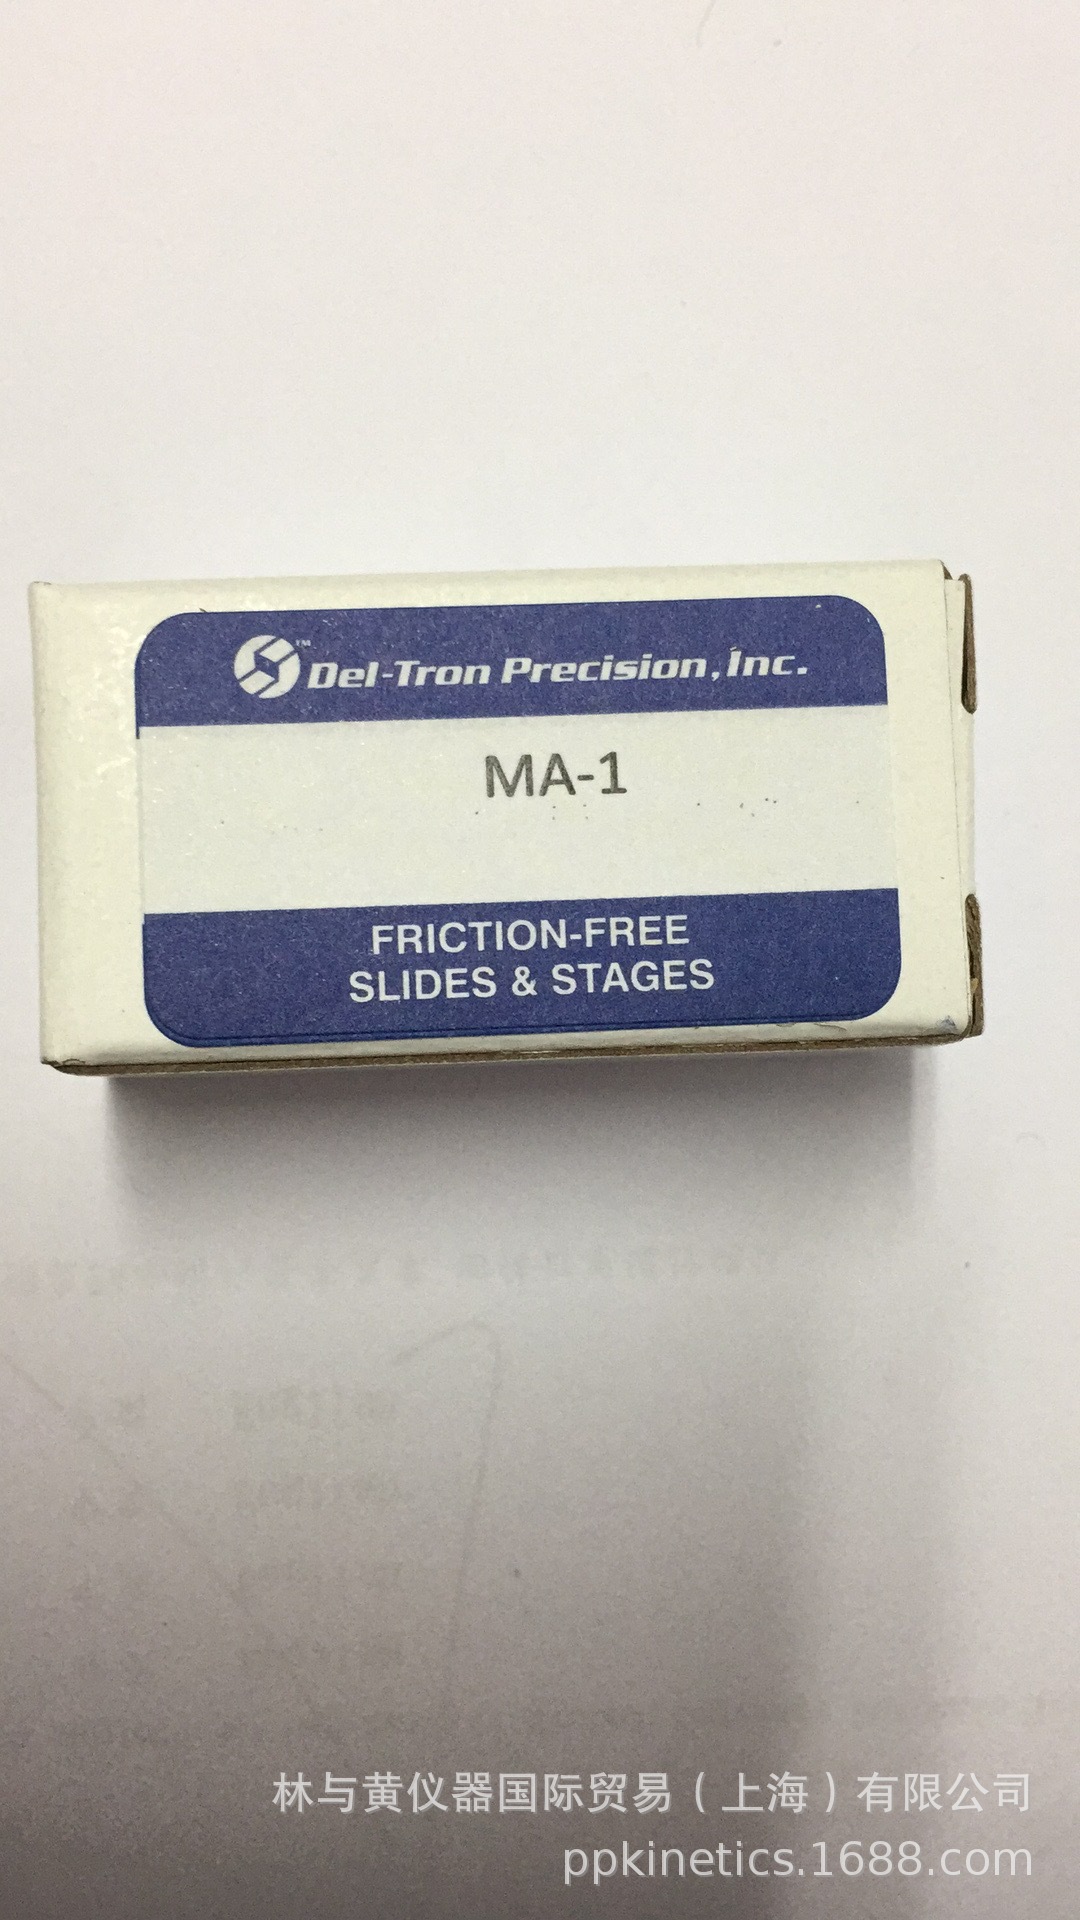 Del-Tron Precision, Inc.™
MA-1
FRICTION-FREE
SLIDES & STAGES
林与黄仪器国际贸易（上海）有限公司
ppkinetics.1688.com